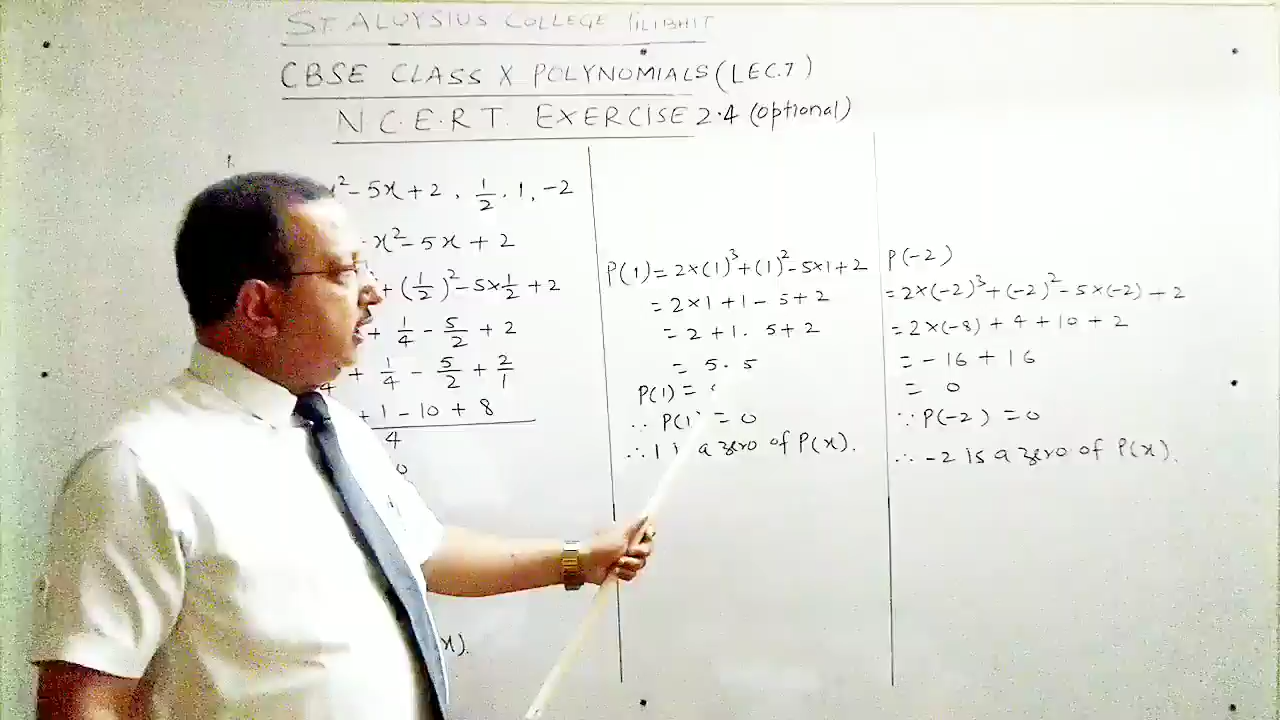 ST. ALOYSIUS COLLEGE PILIBHIT
CBSE CLASS X POLYNOMIALS (LEC.7)
N.C.E.R.T. EXERCISE 2.4 (optional)
1.
x²-5x+2, 1/2, 1, -2
x²-5x+2
+(1/2)²-5×1/2+2
+ 1/4 - 5/2 + 2
4 + 1/4 - 5/2 + 2/1
+ 1 - 10 + 8
4
0
x).
P(1)=2×(1)³+(1)²-5×1+2
=2×1+1-5+2
=2+1-5+2
=5-5
P(1)=
∵ P(1)=0
∴ 1 is a zero of P(x).
P(-2)
=2×(-2)³+(-2)²-5×(-2)+2
=2×(-8)+4+10+2
=-16+16
=0
∵ P(-2)=0
∴ -2 is a zero of P(x).